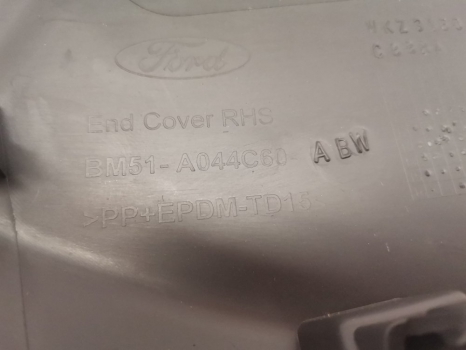 Ford
End Cover RHS
BM51- A044C60- ABW
>PP+EPDM-TD15